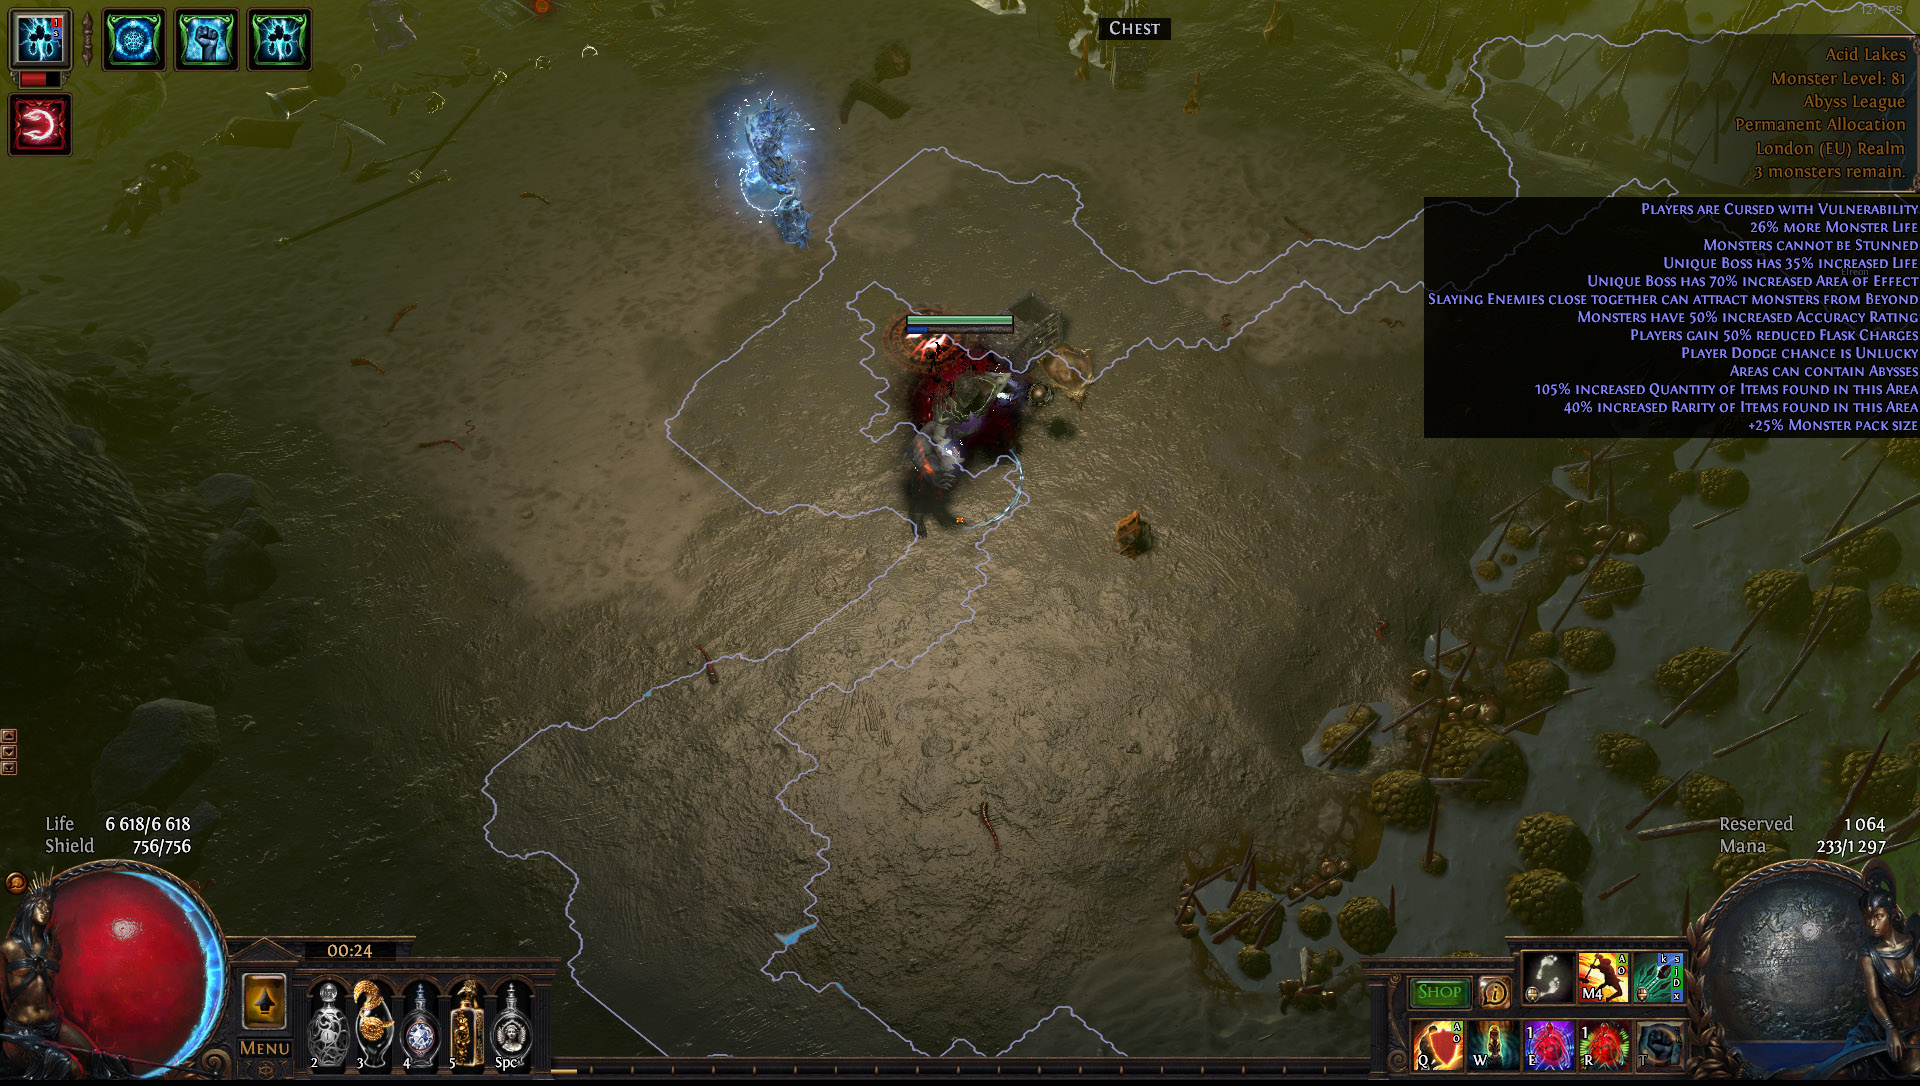 127 FPS
CHEST
Acid Lakes
Monster Level: 81
Abyss League
Permanent Allocation
London (EU) Realm
3 monsters remain.
PLAYERS ARE CURSED WITH VULNERABILITY
26% MORE MONSTER LIFE
MONSTERS CANNOT BE STUNNED
UNIQUE BOSS HAS 35% INCREASED LIFE
Elreon
UNIQUE BOSS HAS 70% INCREASED AREA OF EFFECT
SLAYING ENEMIES CLOSE TOGETHER CAN ATTRACT MONSTERS FROM BEYOND
MONSTERS HAVE 50% INCREASED ACCURACY RATING
PLAYERS GAIN 50% REDUCED FLASK CHARGES
PLAYER DODGE CHANCE IS UNLUCKY
AREAS CAN CONTAIN ABYSSES
105% INCREASED QUANTITY OF ITEMS FOUND IN THIS AREA
40% INCREASED RARITY OF ITEMS FOUND IN THIS AREA
+25% MONSTER PACK SIZE
Life 6 618/6 618
Shield 756/756
Reserved 1 064
Mana 233/1 297
00:24
MENU
2 3 4 5 Spc
SHOP
M4 A O k s j D x
Q A O W 1 E 1 R T